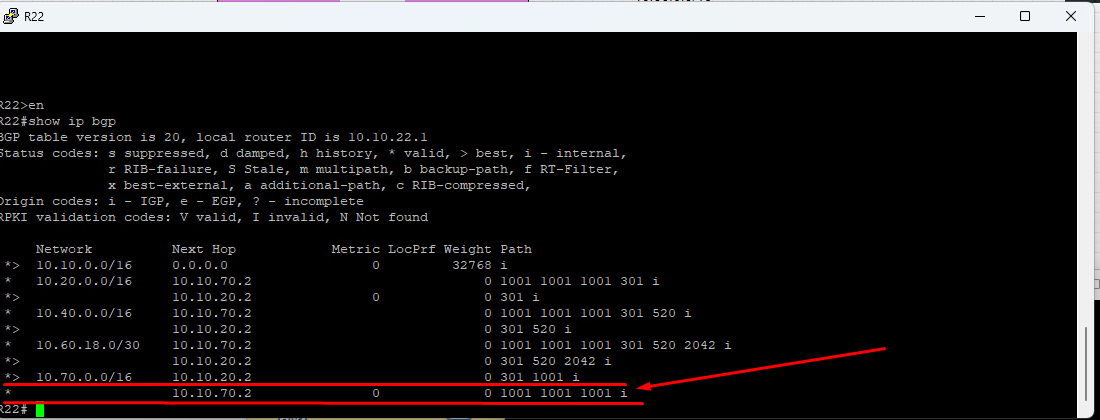 R22
R22>en
R22#show ip bgp
BGP table version is 20, local router ID is 10.10.22.1
Status codes: s suppressed, d damped, h history, * valid, > best, i - internal,
r RIB-failure, S Stale, m multipath, b backup-path, f RT-Filter,
x best-external, a additional-path, c RIB-compressed,
Origin codes: i - IGP, e - EGP, ? - incomplete
RPKI validation codes: V valid, I invalid, N Not found
Network Next Hop Metric LocPrf Weight Path
*> 10.10.0.0/16 0.0.0.0 0 32768 i
* 10.20.0.0/16 10.10.70.2 0 1001 1001 1001 301 i
*> 10.10.20.2 0 0 301 i
* 10.40.0.0/16 10.10.70.2 0 1001 1001 1001 301 520 i
*> 10.10.20.2 0 301 520 i
* 10.60.18.0/30 10.10.70.2 0 1001 1001 1001 301 520 2042 i
*> 10.10.20.2 0 301 520 2042 i
*> 10.70.0.0/16 10.10.20.2 0 301 1001 i
* 10.10.70.2 0 0 1001 1001 1001 i
R22#